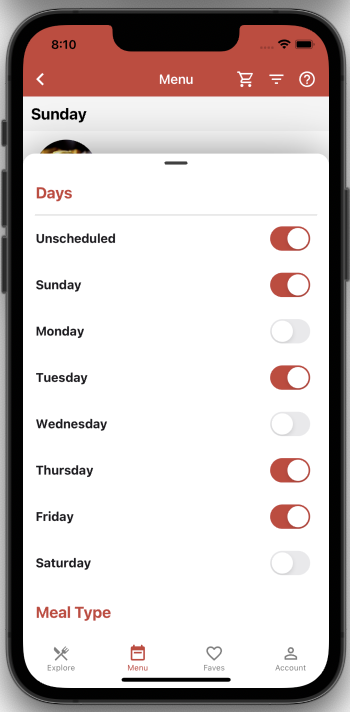 8:10
Menu
Sunday
Days
Unscheduled
Sunday
Monday
Tuesday
Wednesday
Thursday
Friday
Saturday
Meal Type
Explore
Menu
Faves
Account